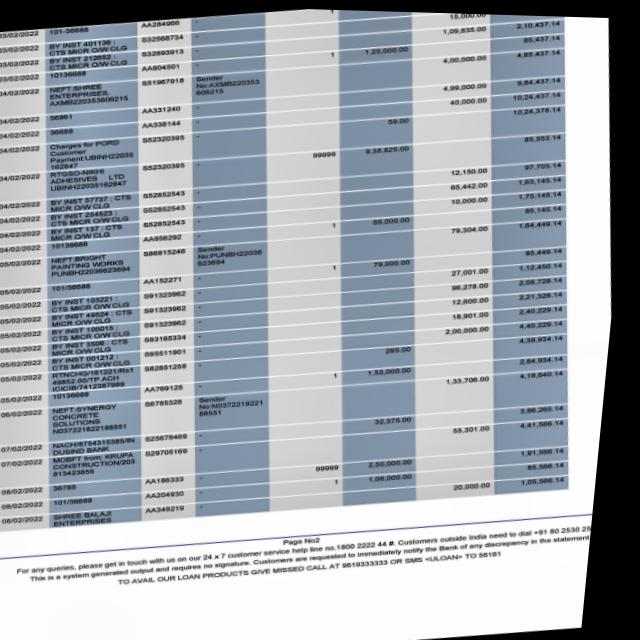 03/02/2022 101-36688 AA284966 - 1 15,000.00
03/02/2022 BY INST 401136 : S32568734 - 1,09,835.00 2,10,437.14
CTS MICR O/W CLG
03/02/2022 BY INST 212652 : S32893913 - 85,437.14
CTS MICR O/W CLG
03/02/2022 10136688 AA804501 - 1 1,25,000.00 4,00,000.00 4,85,437.14
04/02/2022 NEFT:SHREE S51967918 Sender
ENTERPRISES. No:AXMB220353
AXMB220353606215 606215 4,99,000.00 9,84,437.14
04/02/2022 56861 AA331240 - 40,000.00 10,24,437.14
04/02/2022 36688 AA338144 - 59.00 10,24,378.14
04/02/2022 Charges for PORD S52320395 -
Customer
Payment:UBINH22035
162847
99999 9,38,825.00 85,553.14
04/02/2022 RTGSO-NIKHI S52320395 -
ADHESIVES LTD
UBINH22035162847
12,150.00 97,703.14
04/02/2022 BY INST 57737 : CTS S52852543 - 65,442.00 1,63,145.14
MICR O/W CLG
04/02/2022 BY INST 254523 : S52852543 - 10,000.00 1,73,145.14
CTS MICR O/W CLG
04/02/2022 BY INST 137 : CTS S52852543 - 1 88,000.00 85,145.14
MICR O/W CLG
04/02/2022 10136688 AA956292 - 79,304.00 1,64,449.14
05/02/2022 NEFT:BRIGHT S86815246 Sender
PAINTING WORKS No:PUNBH22036
PUNBH22036623694 623694
1 79,000.00 85,449.14
05/02/2022 101/36688 AA152271 - 27,001.00 1,12,450.14
05/02/2022 BY INST 103221 : S91323962 - 96,278.00 2,08,728.14
CTS MICR O/W CLG
05/02/2022 BY INST 49524 : CTS S91323962 - 12,600.00 2,21,328.14
MICR O/W CLG
05/02/2022 BY INST 100015 : S91323962 - 18,901.00 2,40,229.14
CTS MICR O/W CLG
05/02/2022 BY INST 3506 : CTS S93165334 - 2,00,000.00 4,40,229.14
MICR O/W CLG
05/02/2022 BY INST 001212 : S95511901 - 295.00 4,39,934.14
CTS MICR O/W CLG
05/02/2022 RTNCHG/161221/Rs1 S62851258 -
49852.00/TP ACH
ICICIB/7412387989
1 1,55,000.00 2,84,934.14
05/02/2022 10136688 AA769125 - 1,33,706.00 4,18,640.14
06/02/2022 NEFT:SYNERGY S6785328 Sender
CONCRETE No:N0372218221
SOLUTIONS 88551
N037221822188551
32,375.00 3,86,265.14
07/02/2022 NACH/8754315365/IN S25678469 - 55,301.00 4,41,566.14
DUSIND BANK
07/02/2022 MOBFT from: KRUPA S29705169 -
CONSTRUCTION/203
813423655
99999 2,50,000.00 1,91,566.14
08/02/2022 36788 AA186333 - 1 1,06,000.00 85,566.14
08/02/2022 101/36688 AA204930 - 20,000.00 1,05,566.14
08/02/2022 SHREE BALAJI AA349219 -
ENTERPRISES
Page No2
For any queries, please get in touch with us on our 24 x 7 customer service help line no.1800 2222 44 #. Customers outside India need to dial +91 80 2530 25
This is a system generated output and requires no signature. Customers are requested to immediately notify the Bank of any discrepancy in the statement
TO AVAIL OUR LOAN PRODUCTS GIVE MISSED CALL AT 9619333333 OR SMS <ULOAN> TO 56161